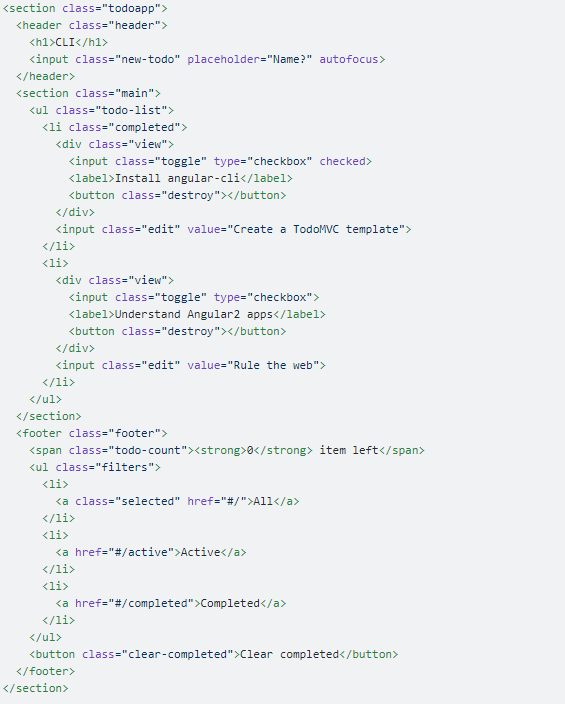 <section class="todoapp">
  <header class="header">
    <h1>CLI</h1>
    <input class="new-todo" placeholder="Name?" autofocus>
  </header>
  <section class="main">
    <ul class="todo-list">
      <li class="completed">
        <div class="view">
          <input class="toggle" type="checkbox" checked>
          <label>Install angular-cli</label>
          <button class="destroy"></button>
        </div>
        <input class="edit" value="Create a TodoMVC template">
      </li>
      <li>
        <div class="view">
          <input class="toggle" type="checkbox">
          <label>Understand Angular2 apps</label>
          <button class="destroy"></button>
        </div>
        <input class="edit" value="Rule the web">
      </li>
    </ul>
  </section>
  <footer class="footer">
    <span class="todo-count"><strong>0</strong> item left</span>
    <ul class="filters">
      <li>
        <a class="selected" href="#/">All</a>
      </li>
      <li>
        <a href="#/active">Active</a>
      </li>
      <li>
        <a href="#/completed">Completed</a>
      </li>
    </ul>
    <button class="clear-completed">Clear completed</button>
  </footer>
</section>